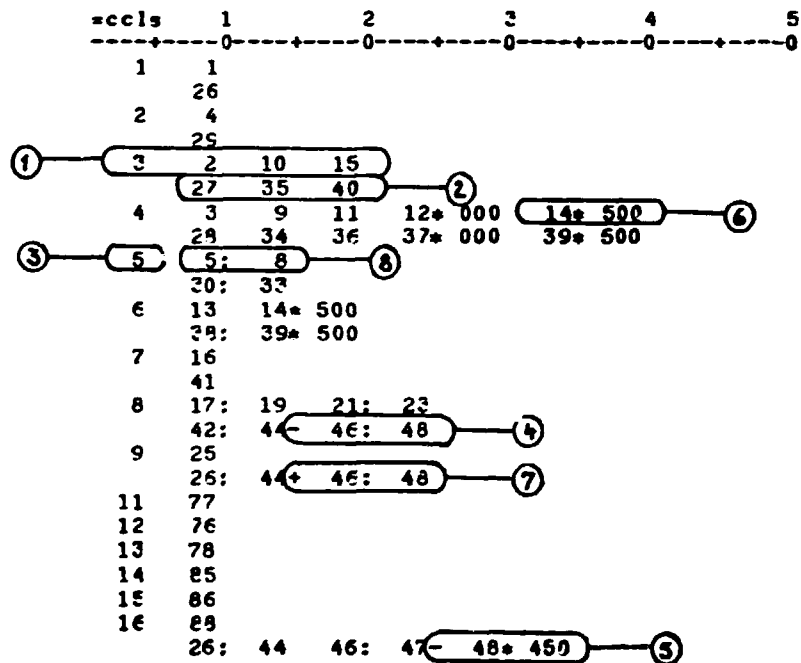 =ccls 1 2 3 4 5
----+----0----+----0----+----0----+----0----+----0
1 1
26
2 4
29
① 3 2 10 15
27 35 40 ②
4 3 9 11 12* 000 14* 500 ⑥
28 34 36 37* 000 39* 500
③ 5 5: 8 ⑧
30: 33
6 13 14* 500
38: 39* 500
7 16
41
8 17: 19 21: 23
42: 44- 46: 48 ④
9 25
26: 44+ 46: 48 ⑦
11 77
12 76
13 78
14 85
15 86
16 88
26: 44 46: 47- 48* 450 ⑤